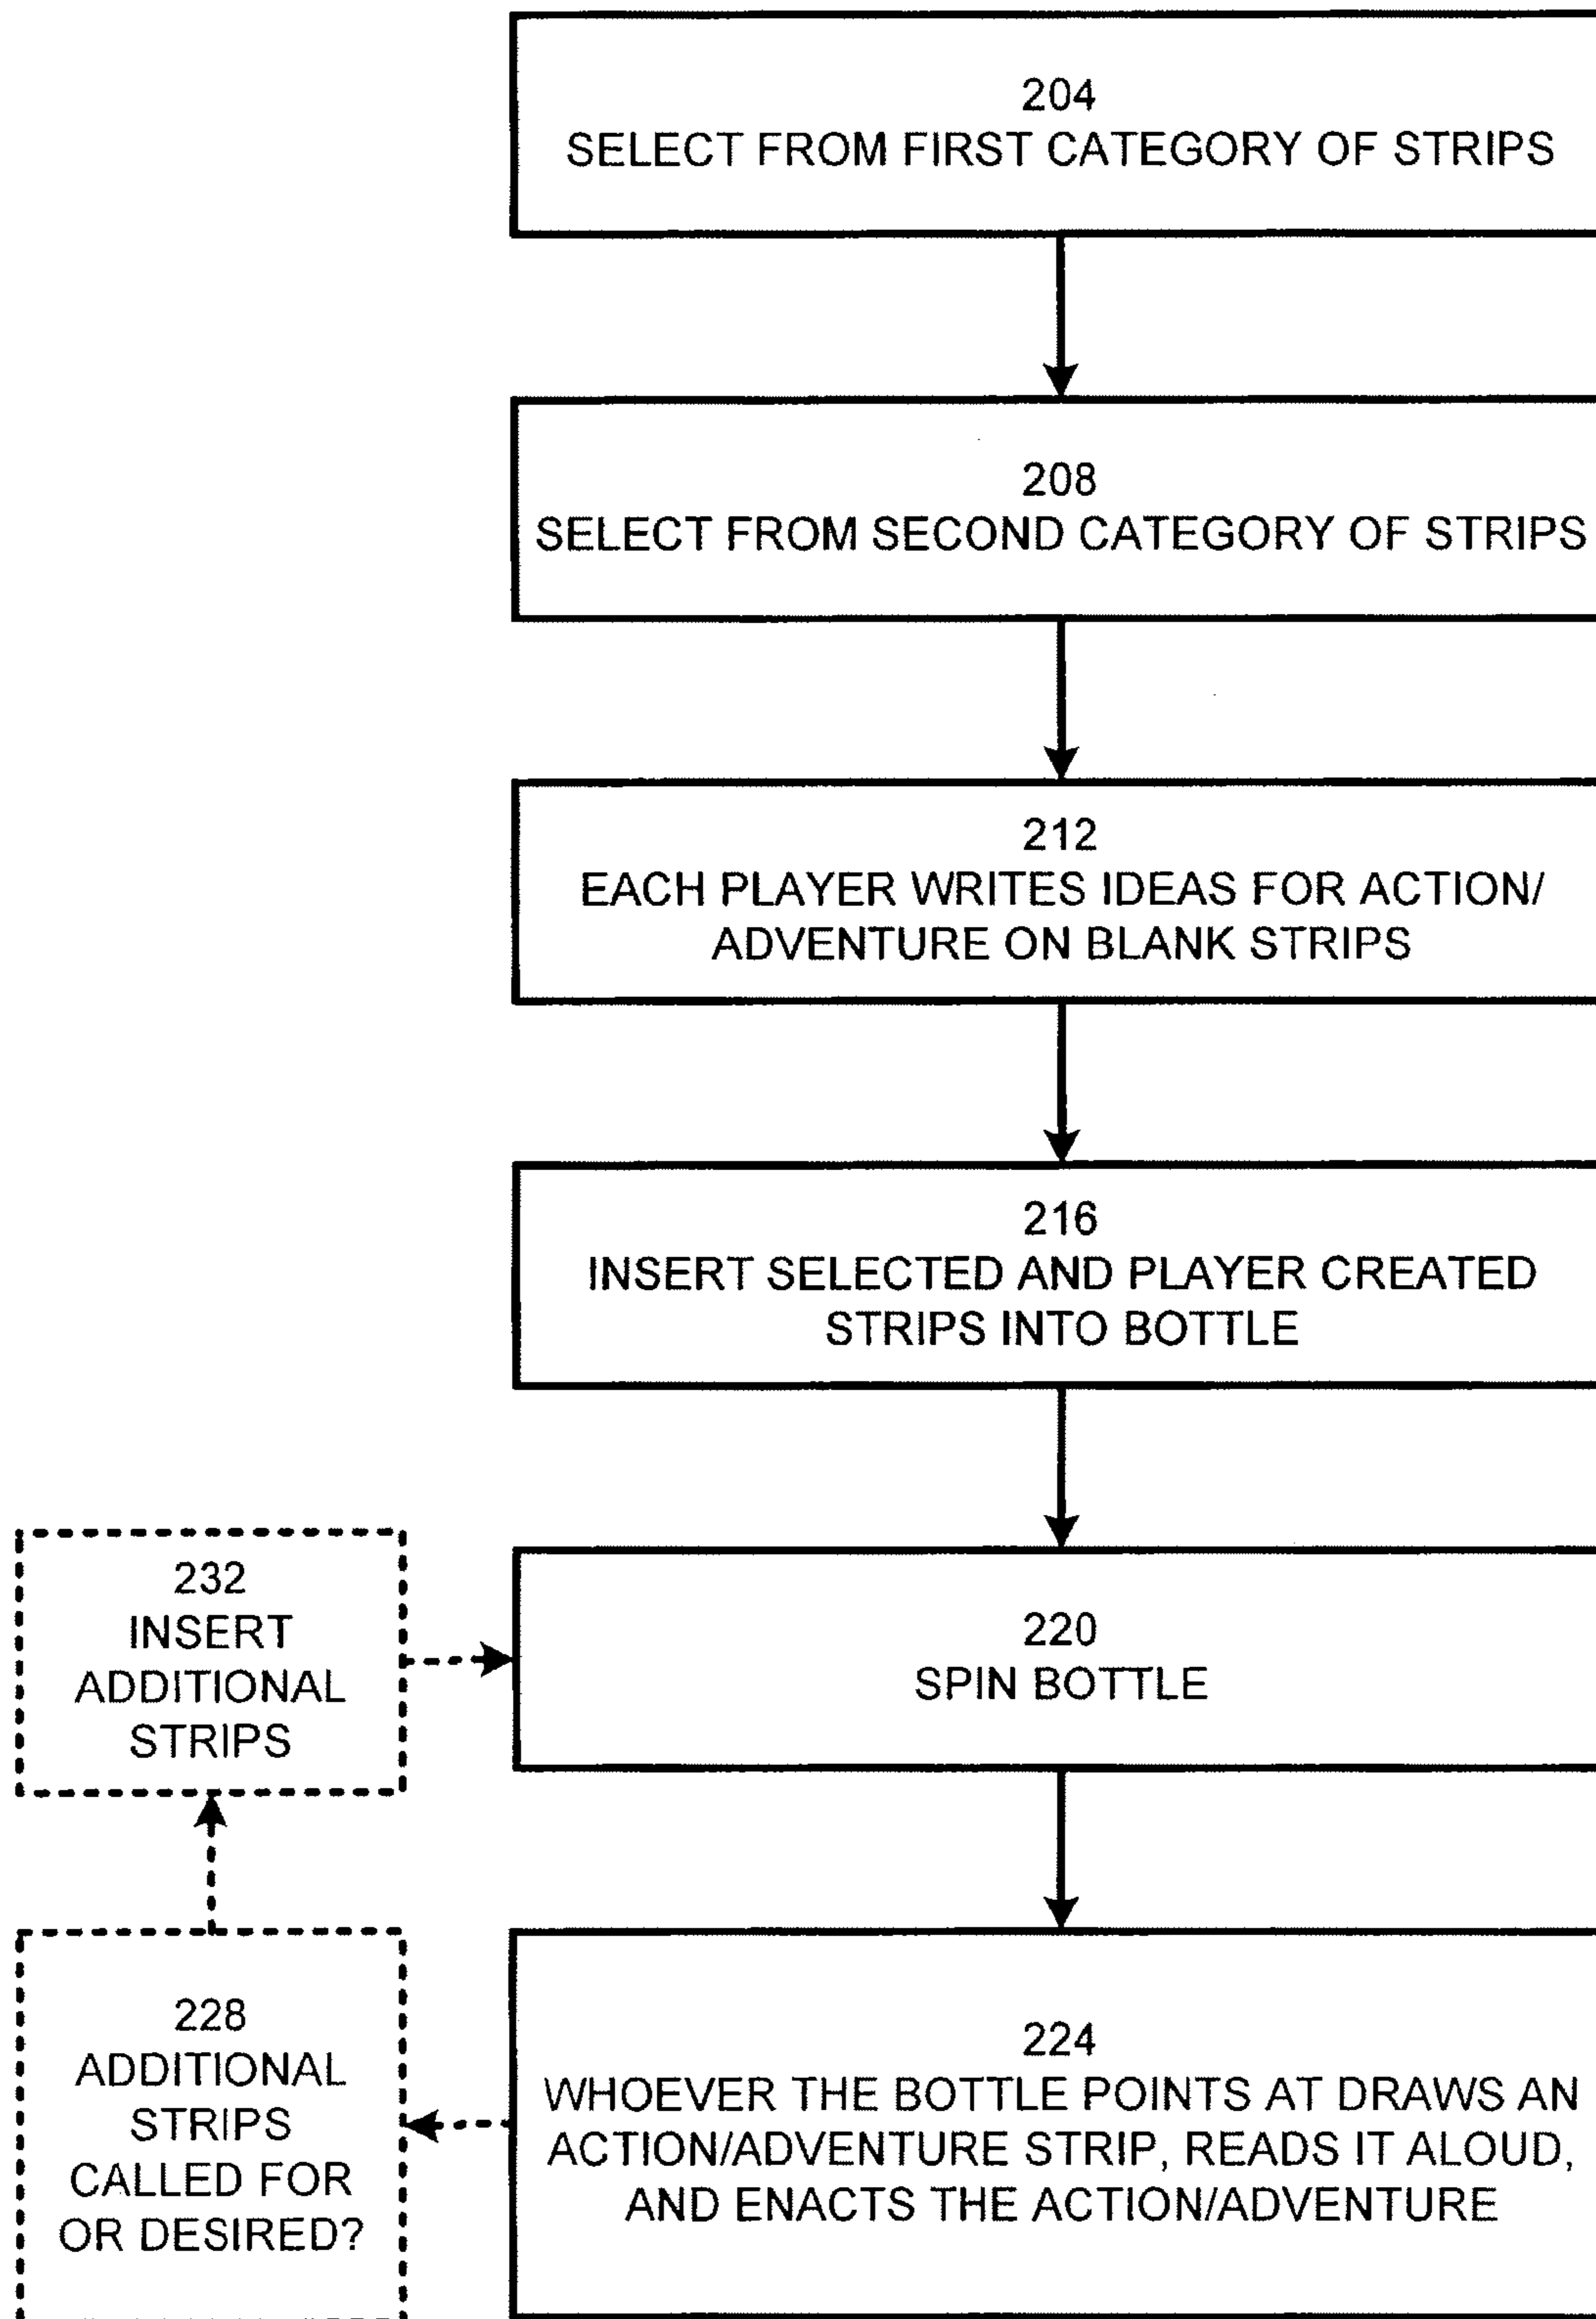 204
SELECT FROM FIRST CATEGORY OF STRIPS
208
SELECT FROM SECOND CATEGORY OF STRIPS
212
EACH PLAYER WRITES IDEAS FOR ACTION/
ADVENTURE ON BLANK STRIPS
216
INSERT SELECTED AND PLAYER CREATED
STRIPS INTO BOTTLE
232
INSERT
ADDITIONAL
STRIPS
220
SPIN BOTTLE
228
ADDITIONAL
STRIPS
CALLED FOR
OR DESIRED?
224
WHOEVER THE BOTTLE POINTS AT DRAWS AN
ACTION/ADVENTURE STRIP, READS IT ALOUD,
AND ENACTS THE ACTION/ADVENTURE